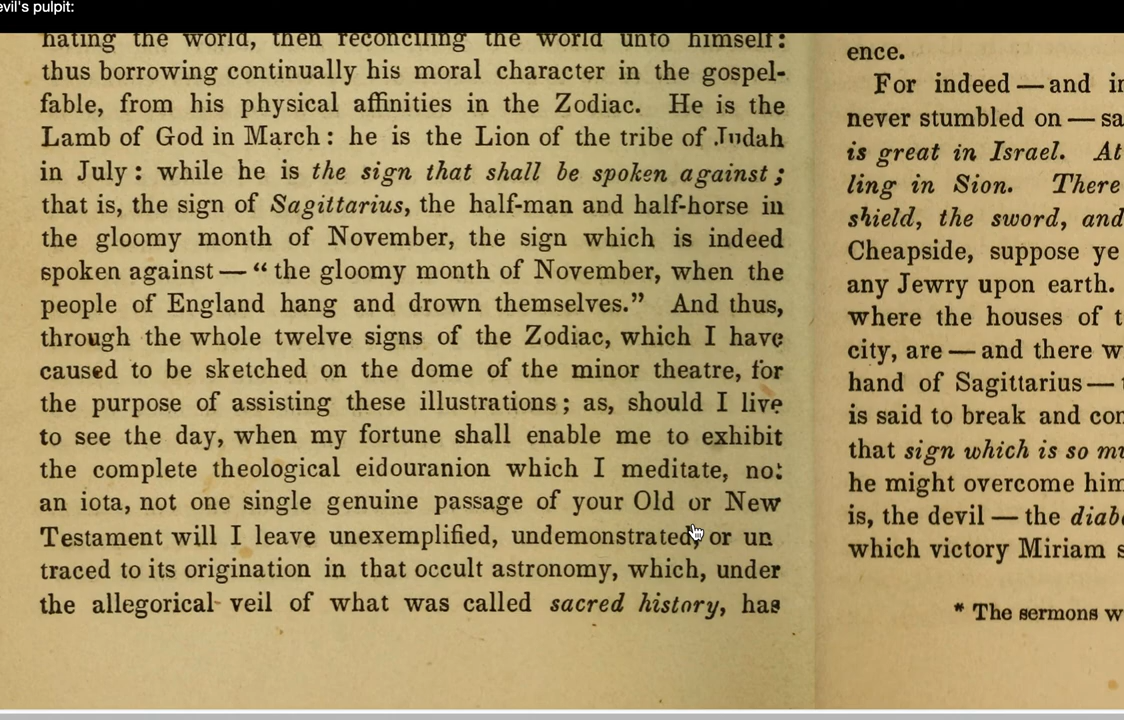 evil's pulpit:
hating the world, then reconciling the world unto himself:
thus borrowing continually his moral character in the gospel-
fable, from his physical affinities in the Zodiac. He is the
Lamb of God in March: he is the Lion of the tribe of Judah
in July: while he is the sign that shall be spoken against;
that is, the sign of Sagittarius, the half-man and half-horse in
the gloomy month of November, the sign which is indeed
spoken against — “ the gloomy month of November, when the
people of England hang and drown themselves.” And thus,
through the whole twelve signs of the Zodiac, which I have
caused to be sketched on the dome of the minor theatre, for
the purpose of assisting these illustrations; as, should I live
to see the day, when my fortune shall enable me to exhibit
the complete theological eidouranion which I meditate, not
an iota, not one single genuine passage of your Old or New
Testament will I leave unexemplified, undemonstrated, or un
traced to its origination in that occult astronomy, which, under
the allegorical veil of what was called sacred history, has
ence.
For indeed — and in
never stumbled on — sa
is great in Israel. At
ling in Sion. There
shield, the sword, and
Cheapside, suppose ye
any Jewry upon earth.
where the houses of t
city, are — and there w
hand of Sagittarius —
is said to break and con
that sign which is so mu
he might overcome him
is, the devil — the diab
which victory Miriam s
* The sermons w